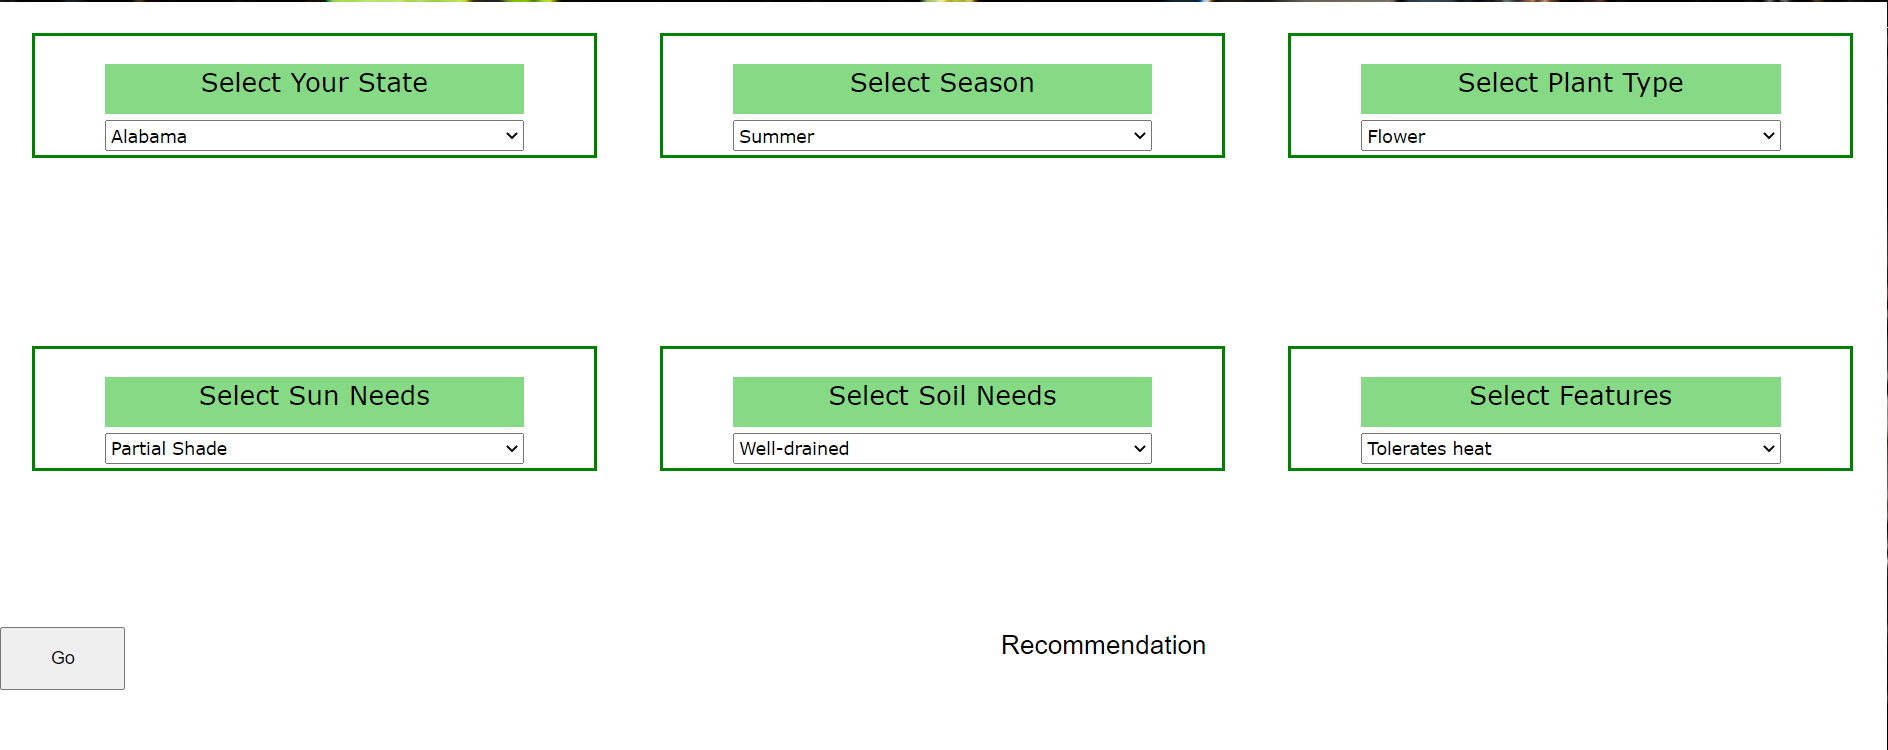 Select Your State
Alabama
Select Season
Summer
Select Plant Type
Flower
Select Sun Needs
Partial Shade
Select Soil Needs
Well-drained
Select Features
Tolerates heat
Go
Recommendation